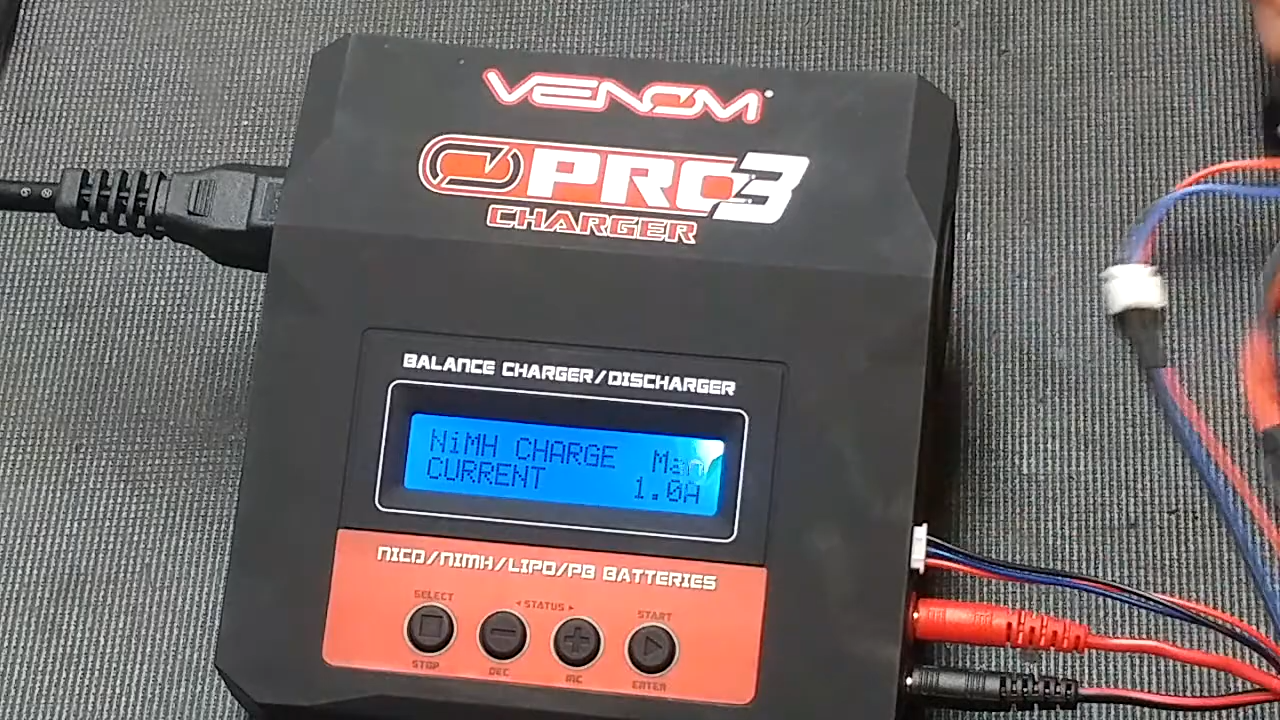 VENOM
PRO3
CHARGER
BALANCE CHARGER/DISCHARGER
NiMH CHARGE Man
CURRENT 1.0A
NICD/NIMH/LIPO/PB BATTERIES
SELECT ◄ STATUS ► START
STOP DEC INC ENTER